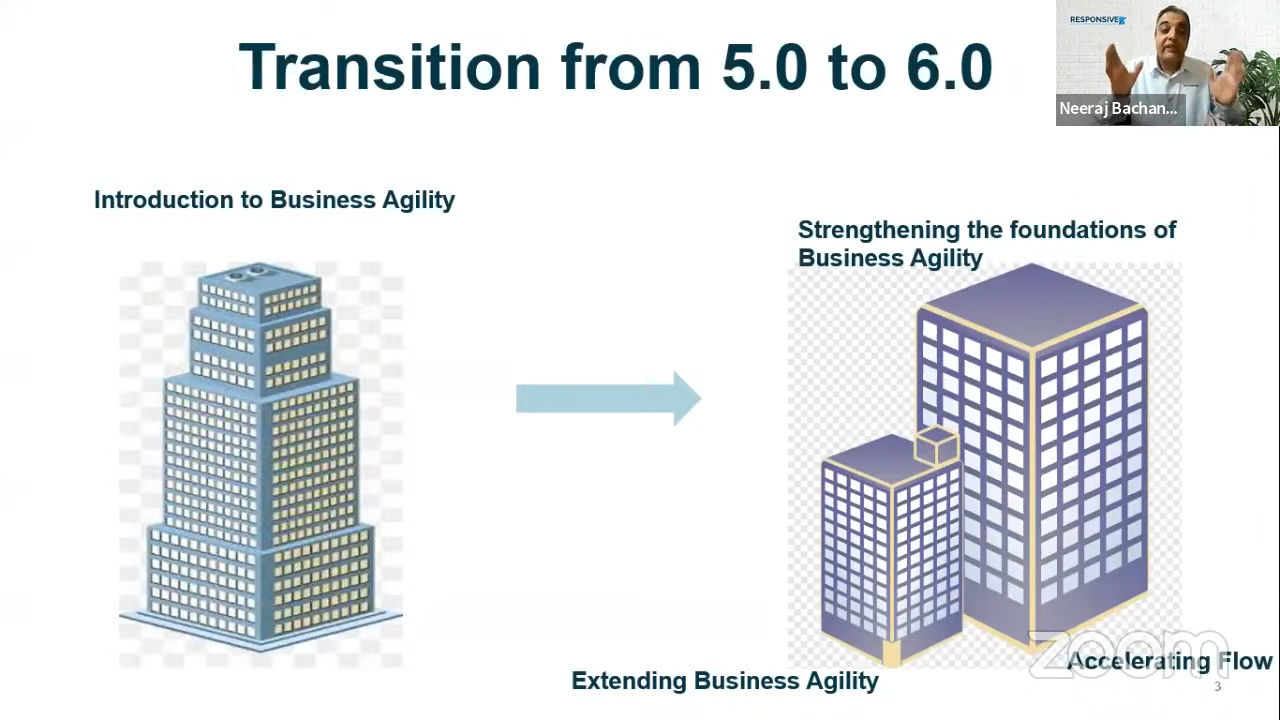 Transition from 5.0 to 6.0
RESPONSIVE
Neeraj Bachan...
Introduction to Business Agility
Strengthening the foundations of
Business Agility
zoom
Accelerating Flow
Extending Business Agility
3